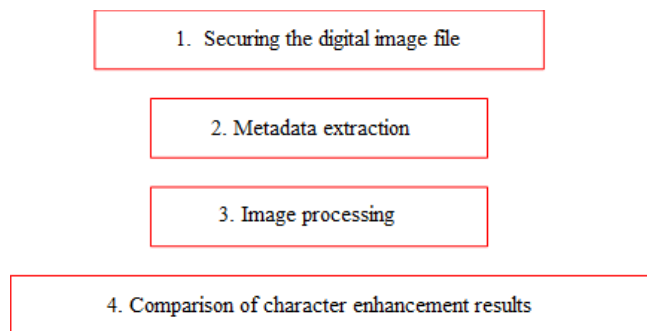 1. Securing the digital image file
2. Metadata extraction
3. Image processing
4. Comparison of character enhancement results